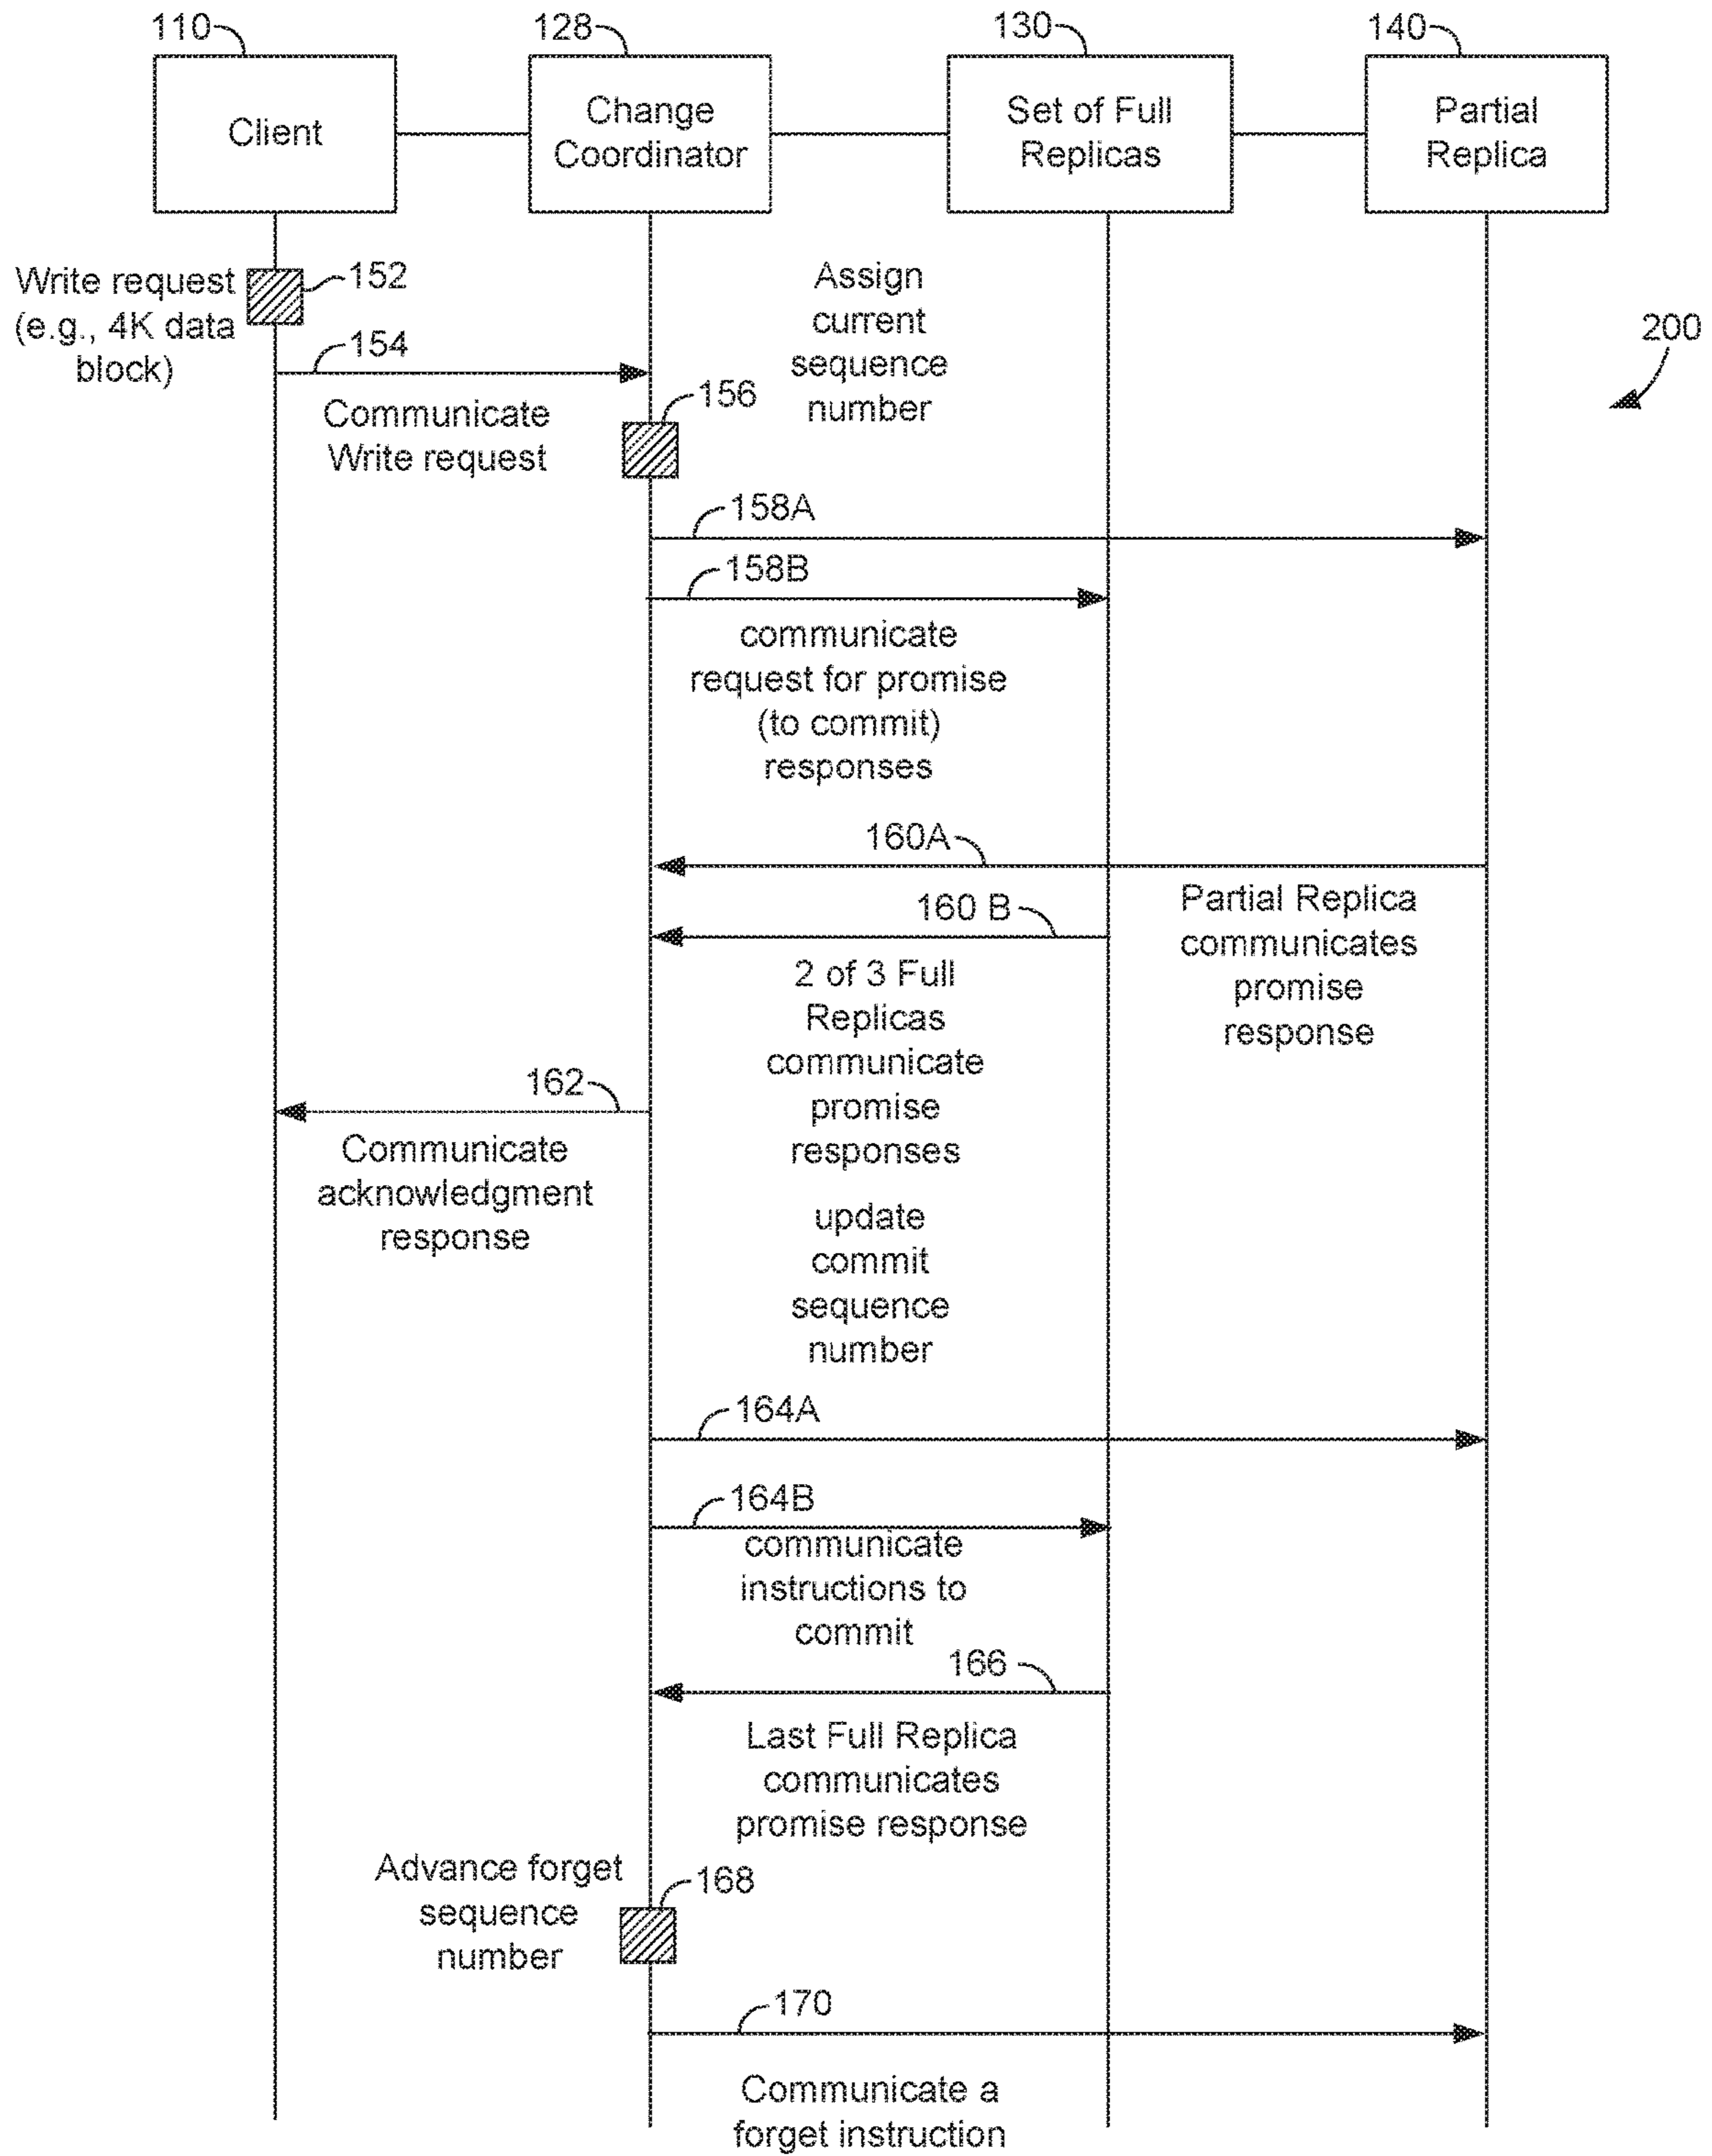 110
128
130
140
Client
Change
Coordinator
Set of Full
Replicas
Partial
Replica
Write request
(e.g., 4K data
block)
152
154
Communicate
Write request
Assign
current
sequence
number
156
200
158A
158B
communicate
request for promise
(to commit)
responses
160A
Partial Replica
communicates
promise
response
160 B
2 of 3 Full
Replicas
communicate
promise
responses
162
Communicate
acknowledgment
response
update
commit
sequence
number
164A
164B
communicate
instructions to
commit
166
Last Full Replica
communicates
promise response
Advance forget
sequence
number
168
170
Communicate a
forget instruction